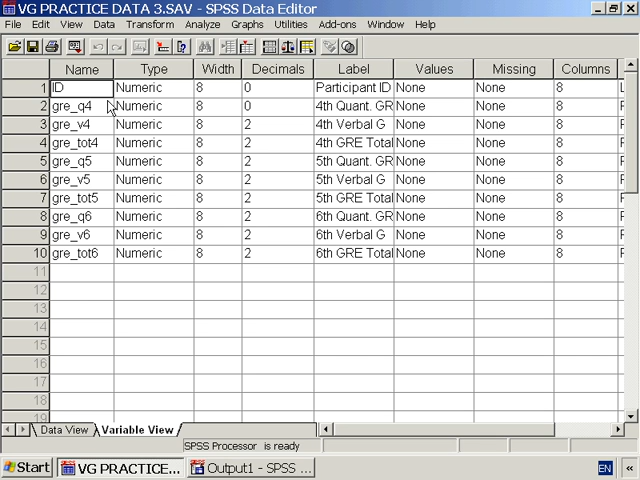 VG PRACTICE DATA 3.SAV - SPSS Data Editor
File Edit View Data Transform Analyze Graphs Utilities Add-ons Window Help
Name Type Width Decimals Label Values Missing Columns
1 ID Numeric 8 0 Participant ID None None 8
2 gre_q4 Numeric 8 0 4th Quant. GR None None 8
3 gre_v4 Numeric 8 2 4th Verbal G None None 8
4 gre_tot4 Numeric 8 2 4th GRE Total None None 8
5 gre_q5 Numeric 8 2 5th Quant. GR None None 8
6 gre_v5 Numeric 8 2 5th Verbal G None None 8
7 gre_tot5 Numeric 8 2 5th GRE Total None None 8
8 gre_q6 Numeric 8 2 6th Quant. GR None None 8
9 gre_v6 Numeric 8 2 6th Verbal G None None 8
10 gre_tot6 Numeric 8 2 6th GRE Total None None 8
11
12
13
14
15
16
17
18
19
Data View Variable View
SPSS Processor is ready
Start VG PRACTICE... Output1 - SPSS ... EN «